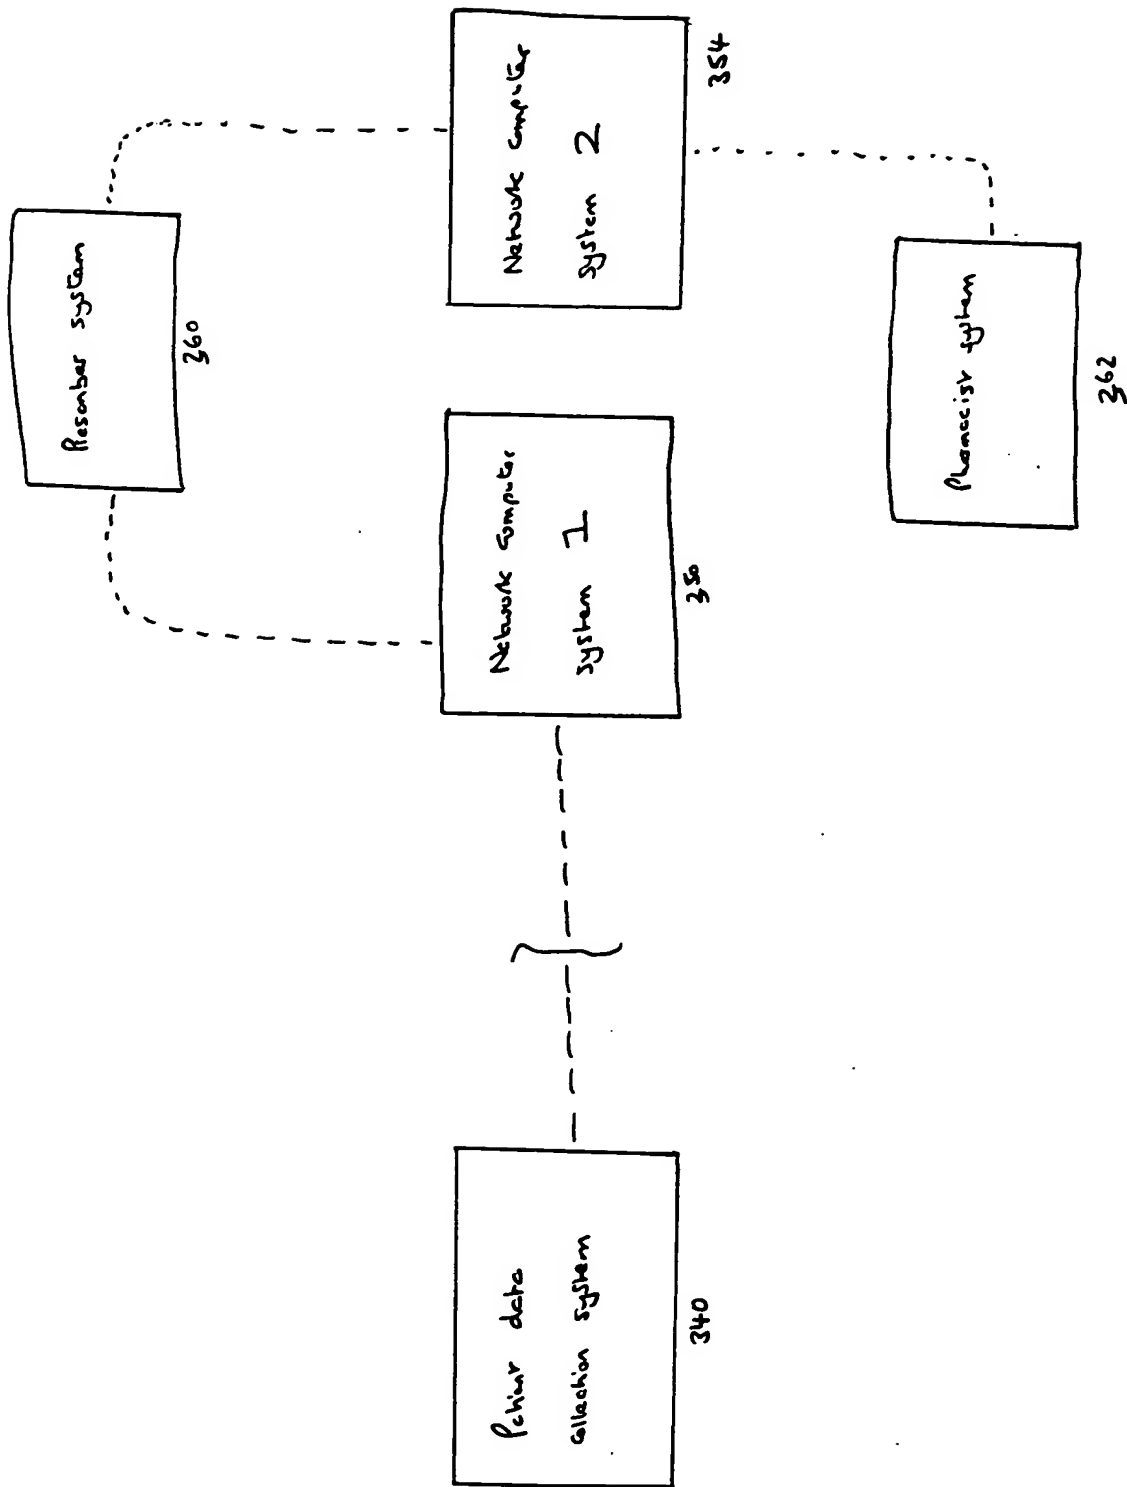 Prescriber system
360
Network computer
system 2
354
Network computer
system 1
350
Pharmacist system
362
Patient data
collection system
340